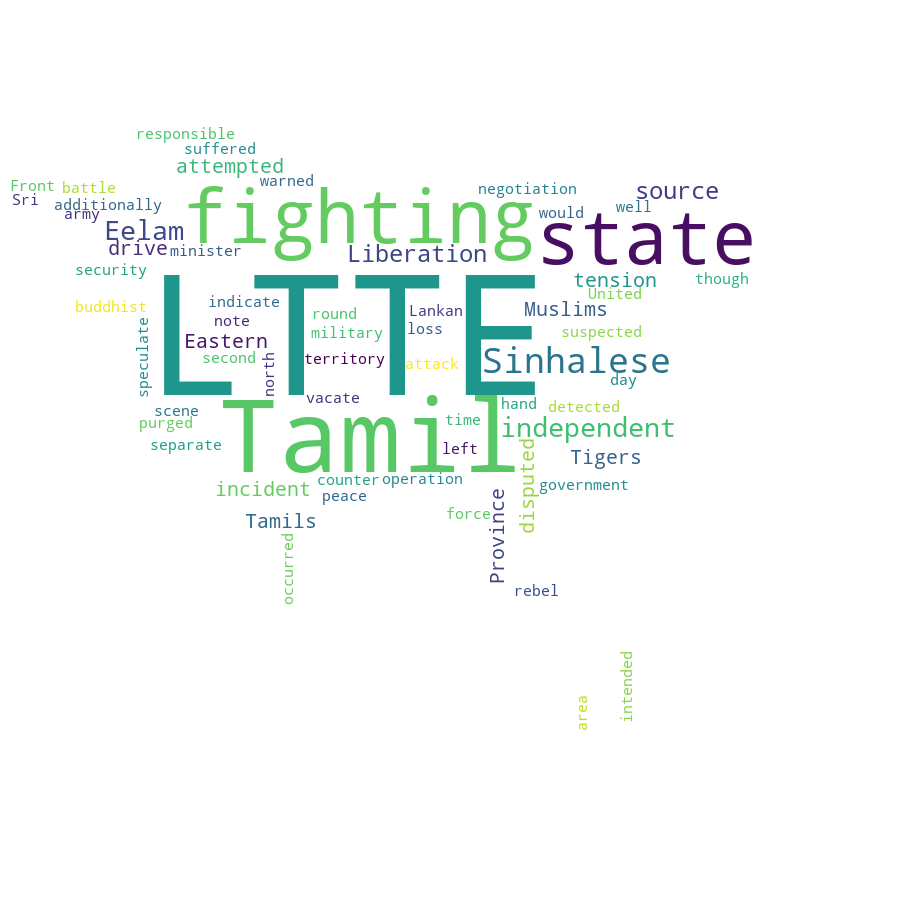 responsible
suffered
attempted
warned
Front
battle
Sri
additionally
army
fighting
negotiation
source
would
well
state
Eelam
drive
minister
Liberation
security
tension
though
United
buddhist
speculate
LTTE
indicate
note
round
Lankan
military
loss
Eastern
second
north
territory
attack
vacate
Muslims
suspected
Sinhalese
day
scene
purged
separate
Tamil
time
left
hand
detected
independent
Tigers
incident
counter
operation
peace
disputed
government
Tamils
force
Province
occurred
rebel
intended
area